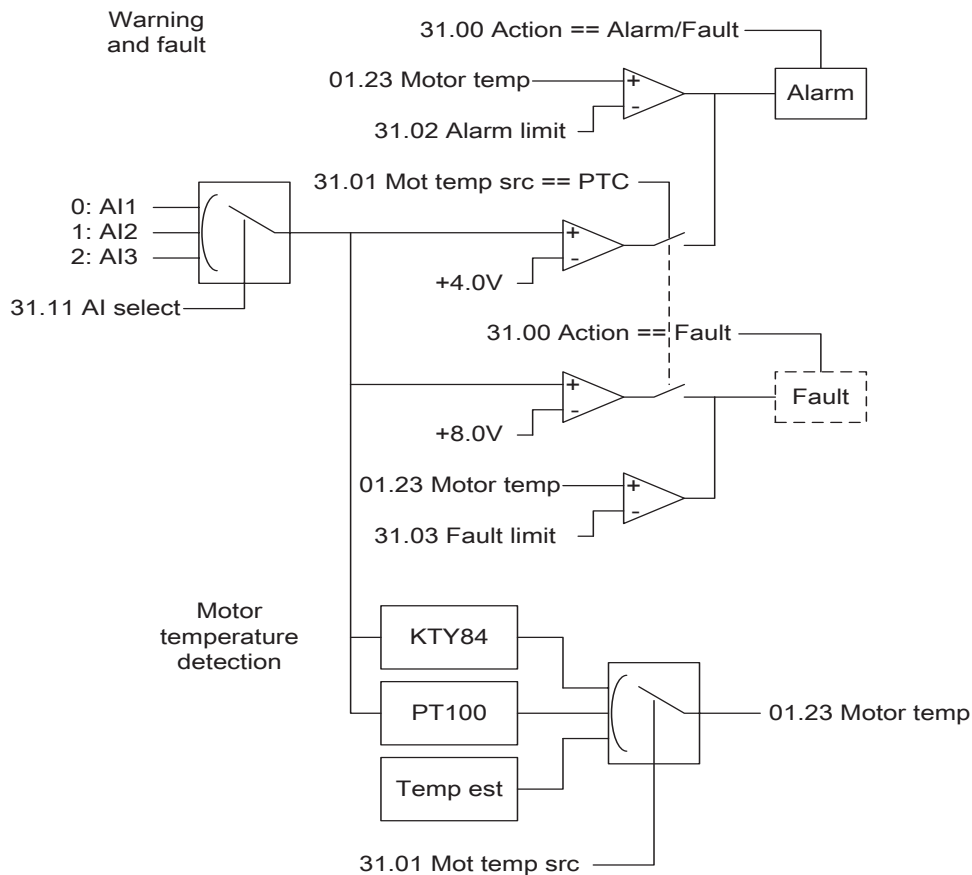 Warning
and fault
31.00 Action == Alarm/Fault
01.23 Motor temp
+
-
Alarm
31.02 Alarm limit
31.01 Mot temp src == PTC
0: AI1
1: AI2
2: AI3
+
-
+4.0V
31.11 AI select
31.00 Action == Fault
+
-
Fault
+8.0V
01.23 Motor temp
+
-
31.03 Fault limit
Motor
temperature
detection
KTY84
PT100
01.23 Motor temp
Temp est
31.01 Mot temp src